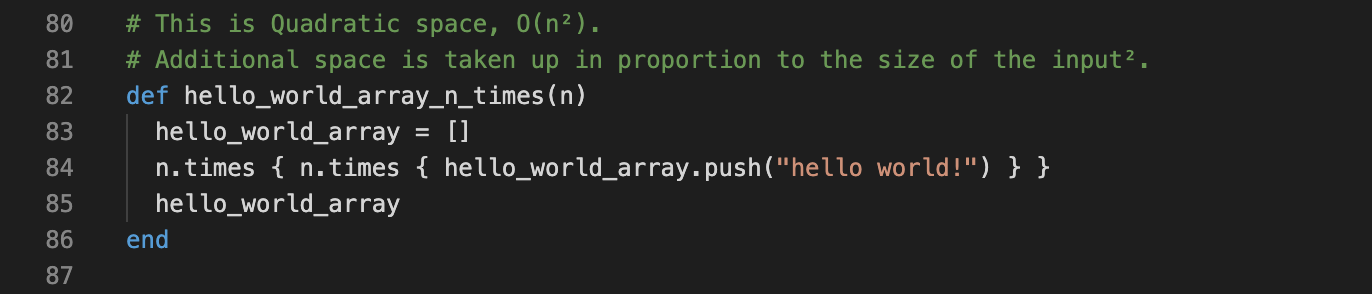 80 # This is Quadratic space, O(n²).
81 # Additional space is taken up in proportion to the size of the input².
82 def hello_world_array_n_times(n)
83   hello_world_array = []
84   n.times { n.times { hello_world_array.push("hello world!") } }
85   hello_world_array
86 end
87